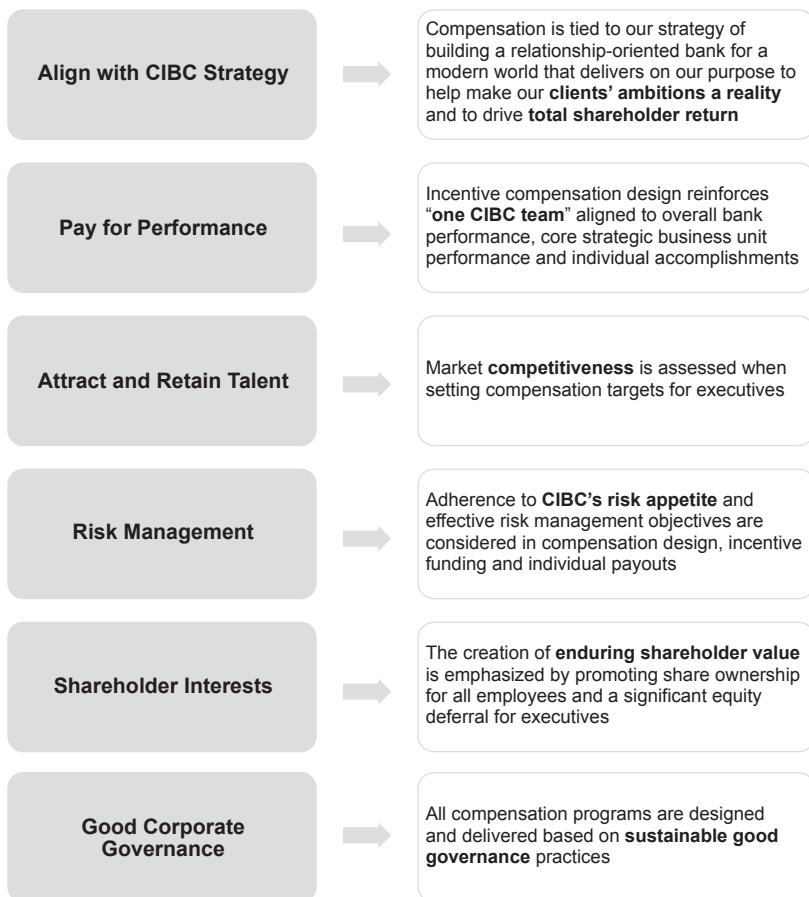 Align with CIBC Strategy
Compensation is tied to our strategy of
building a relationship-oriented bank for a
modern world that delivers on our purpose to
help make our clients’ ambitions a reality
and to drive total shareholder return
Pay for Performance
Incentive compensation design reinforces
“one CIBC team” aligned to overall bank
performance, core strategic business unit
performance and individual accomplishments
Attract and Retain Talent
Market competitiveness is assessed when
setting compensation targets for executives
Risk Management
Adherence to CIBC’s risk appetite and
effective risk management objectives are
considered in compensation design, incentive
funding and individual payouts
Shareholder Interests
The creation of enduring shareholder value
is emphasized by promoting share ownership
for all employees and a significant equity
deferral for executives
Good Corporate
Governance
All compensation programs are designed
and delivered based on sustainable good
governance practices